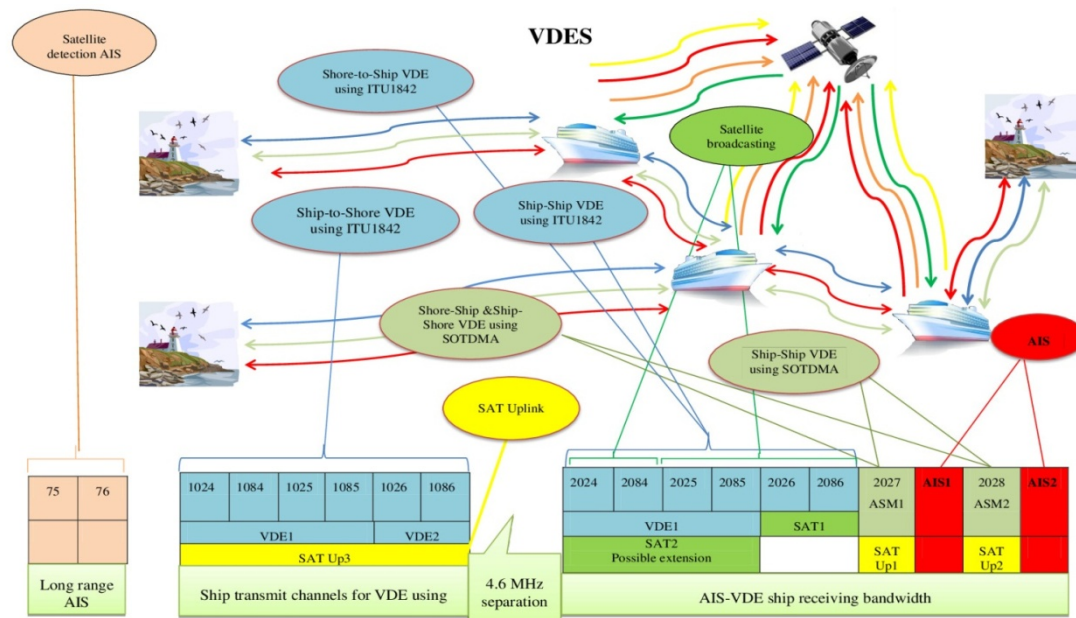 VDES
Satellite
detection AIS
Shore-to-Ship VDE
using ITU1842
Satellite
broadcasting
Ship-to-Shore VDE
using ITU1842
Ship-Ship VDE
using ITU1842
Shore-Ship &Ship-
Shore VDE using
SOTDMA
Ship-Ship VDE
using SOTDMA
AIS
SAT Uplink
75 76
1024 1084 1025 1085 1026 1086
2024 2084 2025 2085 2026 2086 2027 AIS1 2028 AIS2
ASM1 ASM2
VDE1 VDE2
VDE1 SAT1
SAT Up3
SAT2
Possible extension
SAT
Up1
SAT
Up2
Long range
AIS
Ship transmit channels for VDE using
4.6 MHz
separation
AIS-VDE ship receiving bandwidth